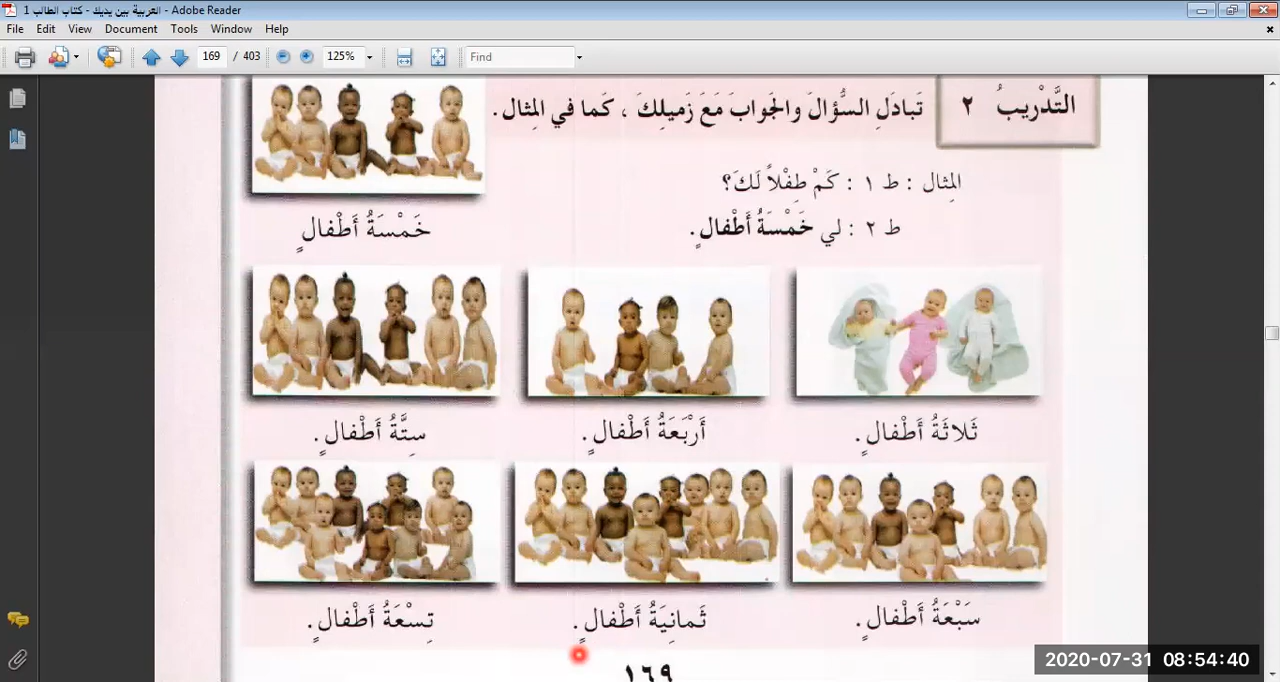 العربية بين يديك - كتاب الطالب 1 - Adobe Reader
File Edit View Document Tools Window Help
169 / 403 125% Find
التَّدْريبُ ٢ تَبادَلِ السُّؤالَ والجَوابَ مَعَ زَميلِكَ ، كَما في المِثال .
المِثال : ط ١ : كَمْ طِفْلاً لَكَ؟
ط ٢ : لي خَمْسَةُ أَطْفالٍ .
خَمْسَةُ أَطْفالٍ
ثَلاثَةُ أَطْفالٍ .
أَرْبَعَةُ أَطْفالٍ .
سِتَّةُ أَطْفالٍ .
سَبْعَةُ أَطْفالٍ .
ثَمانِيَةُ أَطْفالٍ .
تِسْعَةُ أَطْفالٍ .
١٦٩
2020-07-31 08:54:40